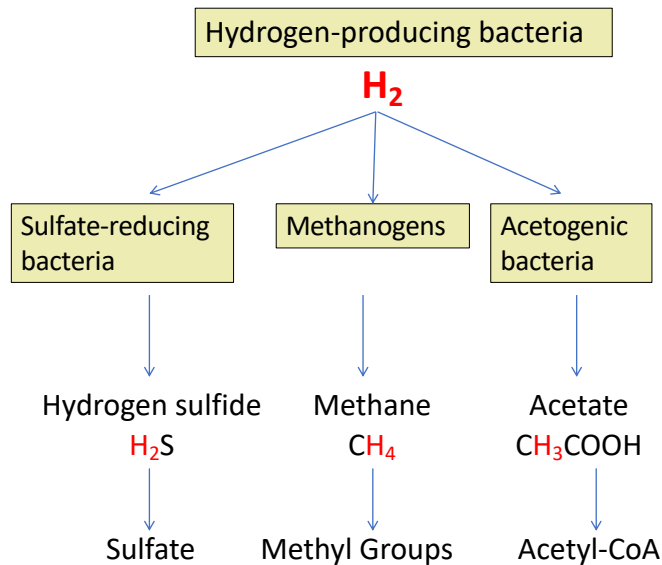 Hydrogen-producing bacteria
H₂
Sulfate-reducing
bacteria
Methanogens
Acetogenic
bacteria
Hydrogen sulfide
H₂S
Methane
CH₄
Acetate
CH₃COOH
Sulfate
Methyl Groups
Acetyl-CoA